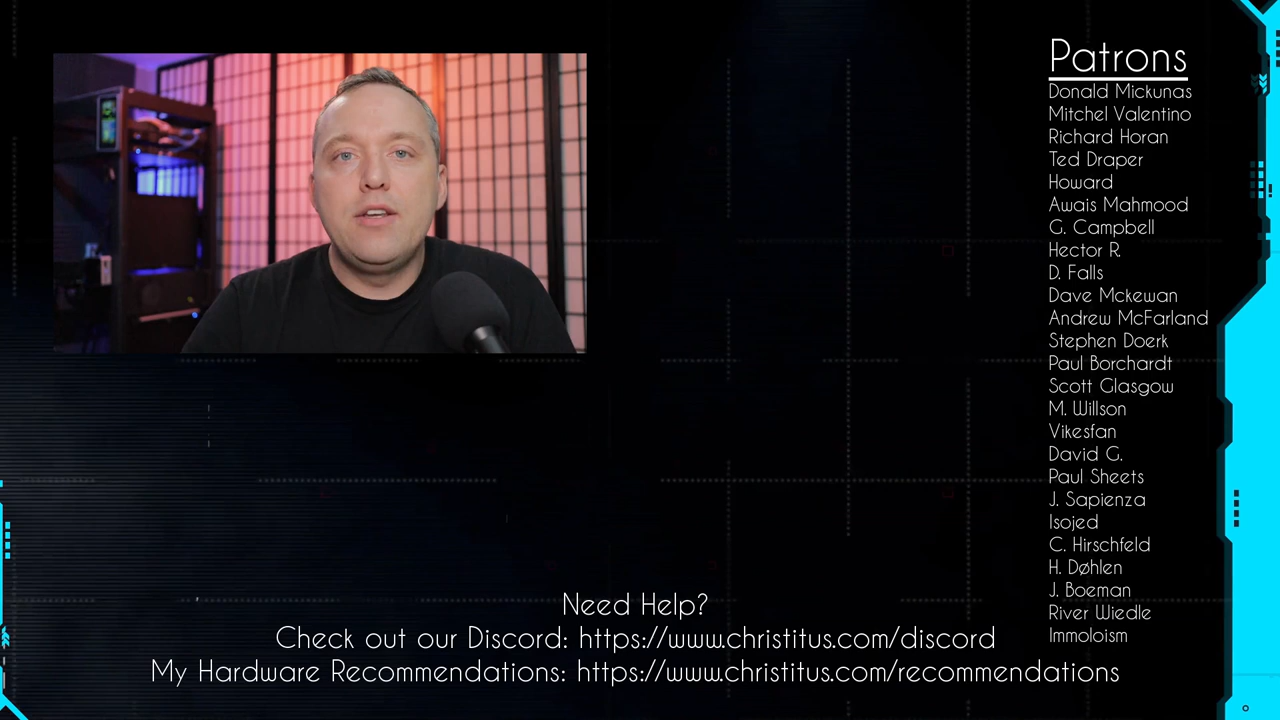 Patrons
Donald Mickunas
Mitchel Valentino
Richard Horan
Ted Draper
Howard
Awais Mahmood
G. Campbell
Hector R.
D. Falls
Dave Mckewan
Andrew McFarland
Stephen Doerk
Paul Borchardt
Scott Glasgow
M. Willson
Vikesfan
David G.
Paul Sheets
J. Sapienza
Isojed
C. Hirschfeld
H. Døhlen
J. Boeman
River Wiedle
Immoloism
Need Help?
Check out our Discord: https://www.christitus.com/discord
My Hardware Recommendations: https://www.christitus.com/recommendations